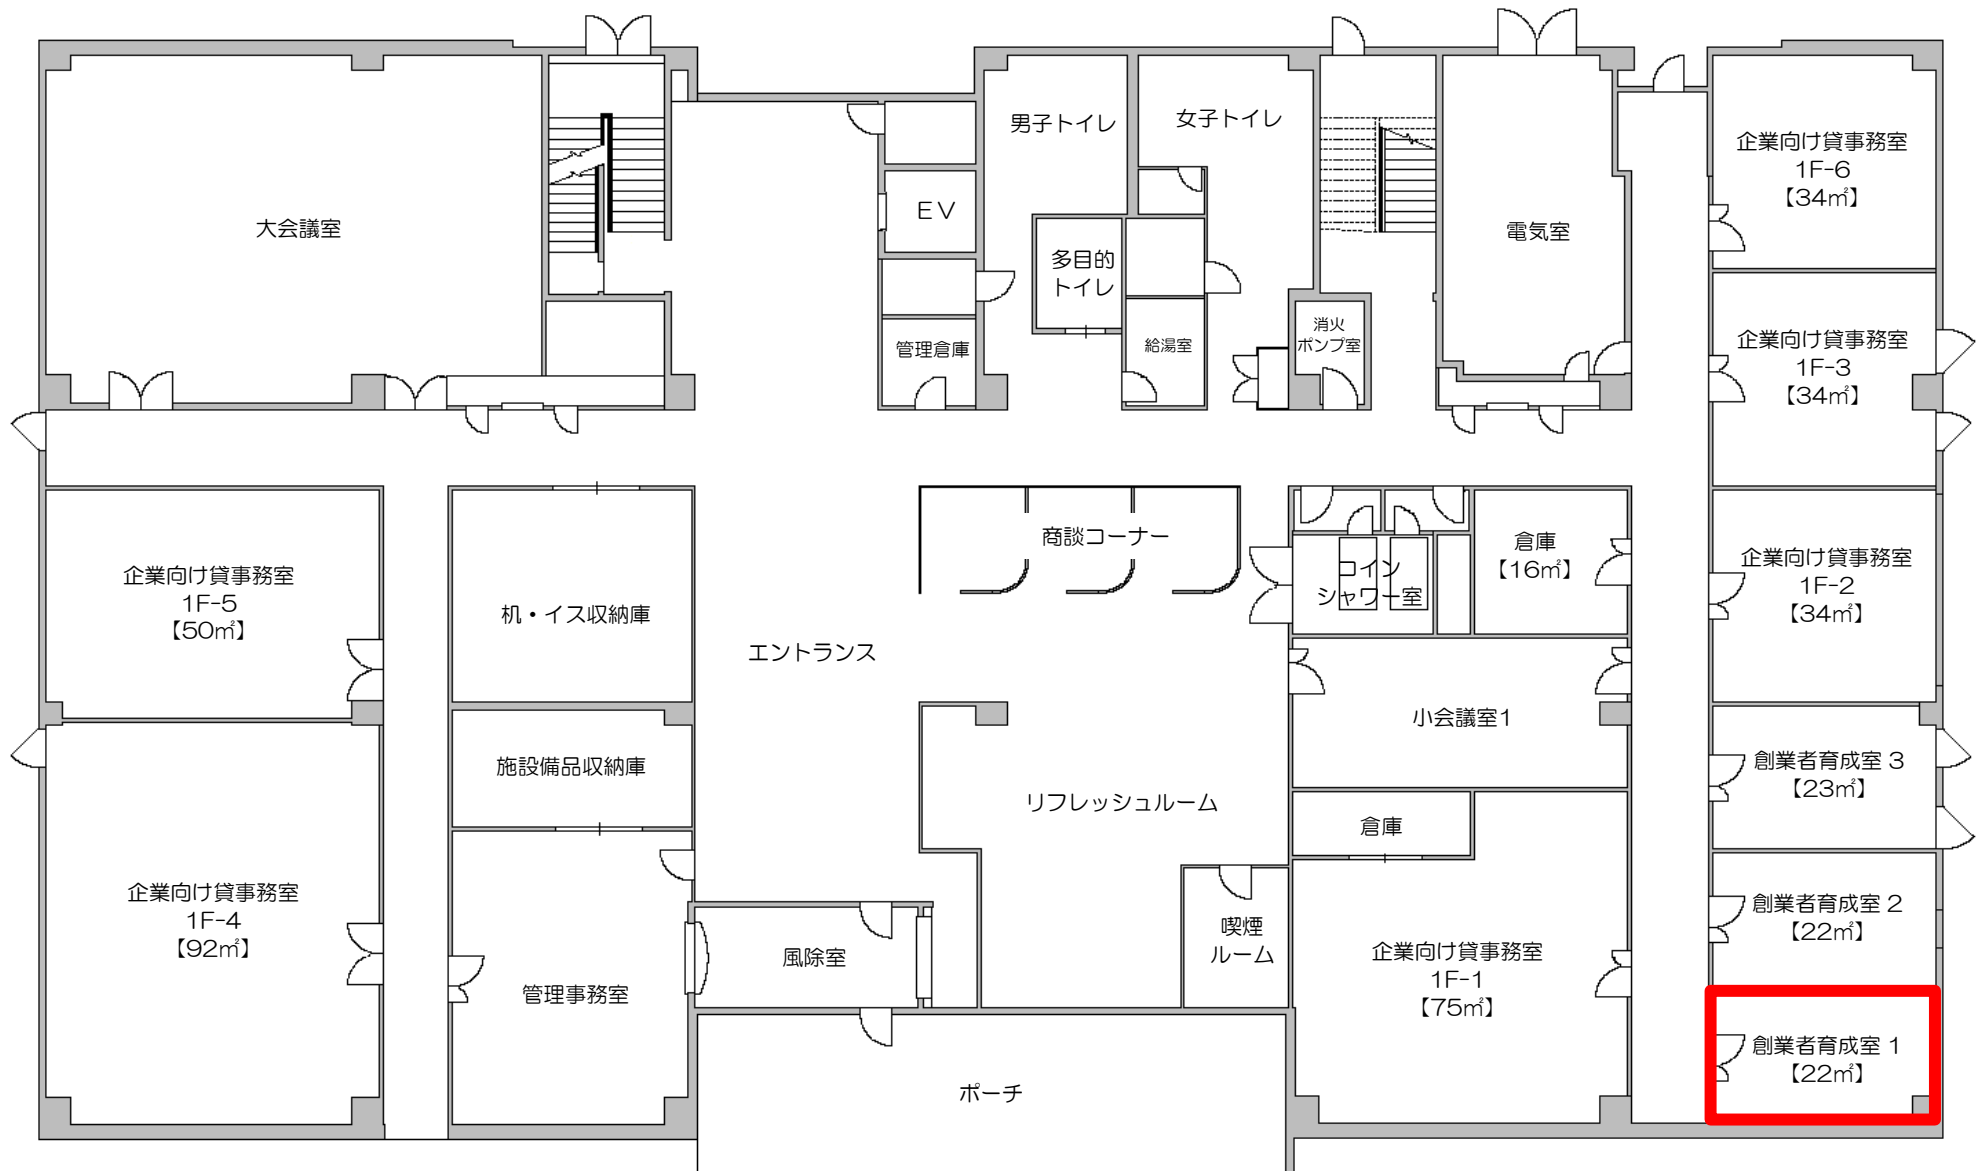 大会議室
男子トイレ
女子トイレ
EV
多目的
トイレ
管理倉庫
給湯室
消火
ポンプ室
電気室
企業向け貸事務室
1F-6
【34㎡】
企業向け貸事務室
1F-3
【34㎡】
企業向け貸事務室
1F-5
【50㎡】
机・イス収納庫
商談コーナー
エントランス
コイン
シャワー室
倉庫
【16㎡】
企業向け貸事務室
1F-2
【34㎡】
小会議室1
施設備品収納庫
リフレッシュルーム
創業者育成室 3
【23㎡】
倉庫
企業向け貸事務室
1F-4
【92㎡】
管理事務室
風除室
喫煙
ルーム
企業向け貸事務室
1F-1
【75㎡】
創業者育成室 2
【22㎡】
創業者育成室 1
【22㎡】
ポーチ